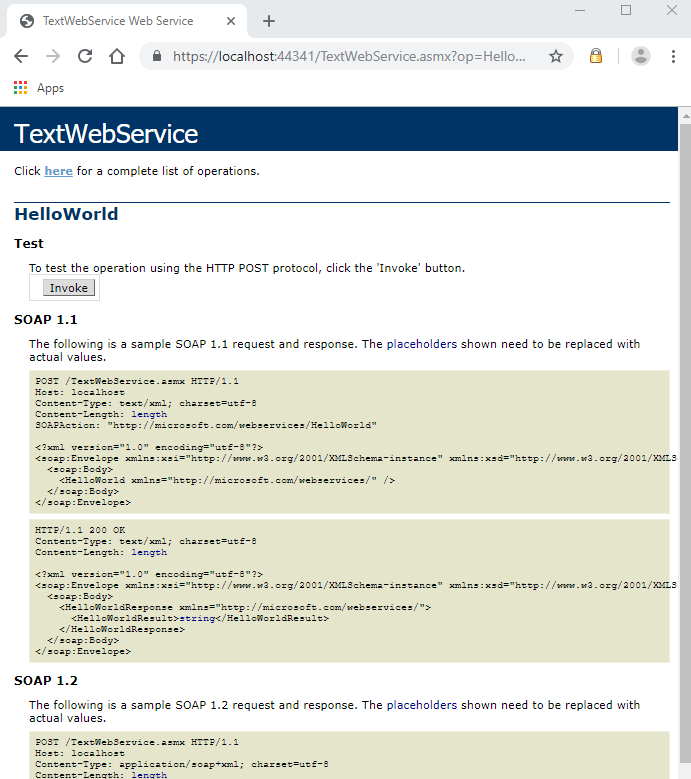 TextWebService Web Service
https://localhost:44341/TextWebService.asmx?op=Hello...
Apps
TextWebService
Click here for a complete list of operations.
HelloWorld
Test
To test the operation using the HTTP POST protocol, click the 'Invoke' button.
Invoke
SOAP 1.1
The following is a sample SOAP 1.1 request and response. The placeholders shown need to be replaced with
actual values.
POST /TextWebService.asmx HTTP/1.1
Host: localhost
Content-Type: text/xml; charset=utf-8
Content-Length: length
SOAPAction: "http://microsoft.com/webservices/HelloWorld"
<?xml version="1.0" encoding="utf-8"?>
<soap:Envelope xmlns:xsi="http://www.w3.org/2001/XMLSchema-instance" xmlns:xsd="http://www.w3.org/2001/XMLS
<soap:Body>
<HelloWorld xmlns="http://microsoft.com/webservices/" />
</soap:Body>
</soap:Envelope>
HTTP/1.1 200 OK
Content-Type: text/xml; charset=utf-8
Content-Length: length
<?xml version="1.0" encoding="utf-8"?>
<soap:Envelope xmlns:xsi="http://www.w3.org/2001/XMLSchema-instance" xmlns:xsd="http://www.w3.org/2001/XMLS
<soap:Body>
<HelloWorldResponse xmlns="http://microsoft.com/webservices/">
<HelloWorldResult>string</HelloWorldResult>
</HelloWorldResponse>
</soap:Body>
</soap:Envelope>
SOAP 1.2
The following is a sample SOAP 1.2 request and response. The placeholders shown need to be replaced with
actual values.
POST /TextWebService.asmx HTTP/1.1
Host: localhost
Content-Type: application/soap+xml; charset=utf-8
Content-Length: length